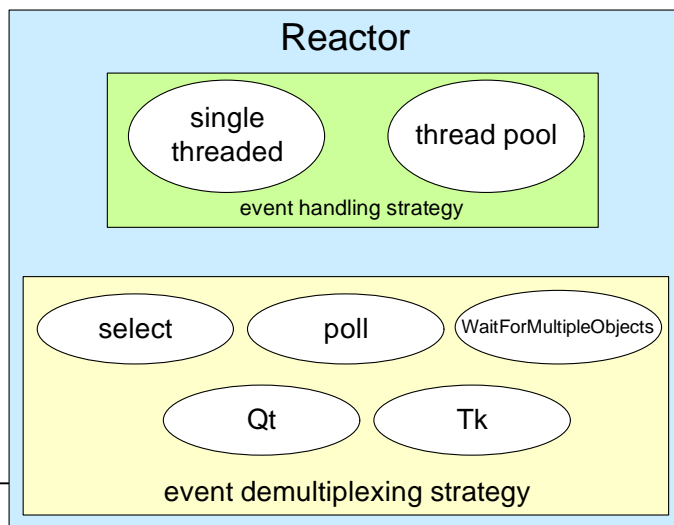 Reactor
single
threaded
thread pool
event handling strategy
select
poll
WaitForMultipleObjects
Qt
Tk
event demultiplexing strategy